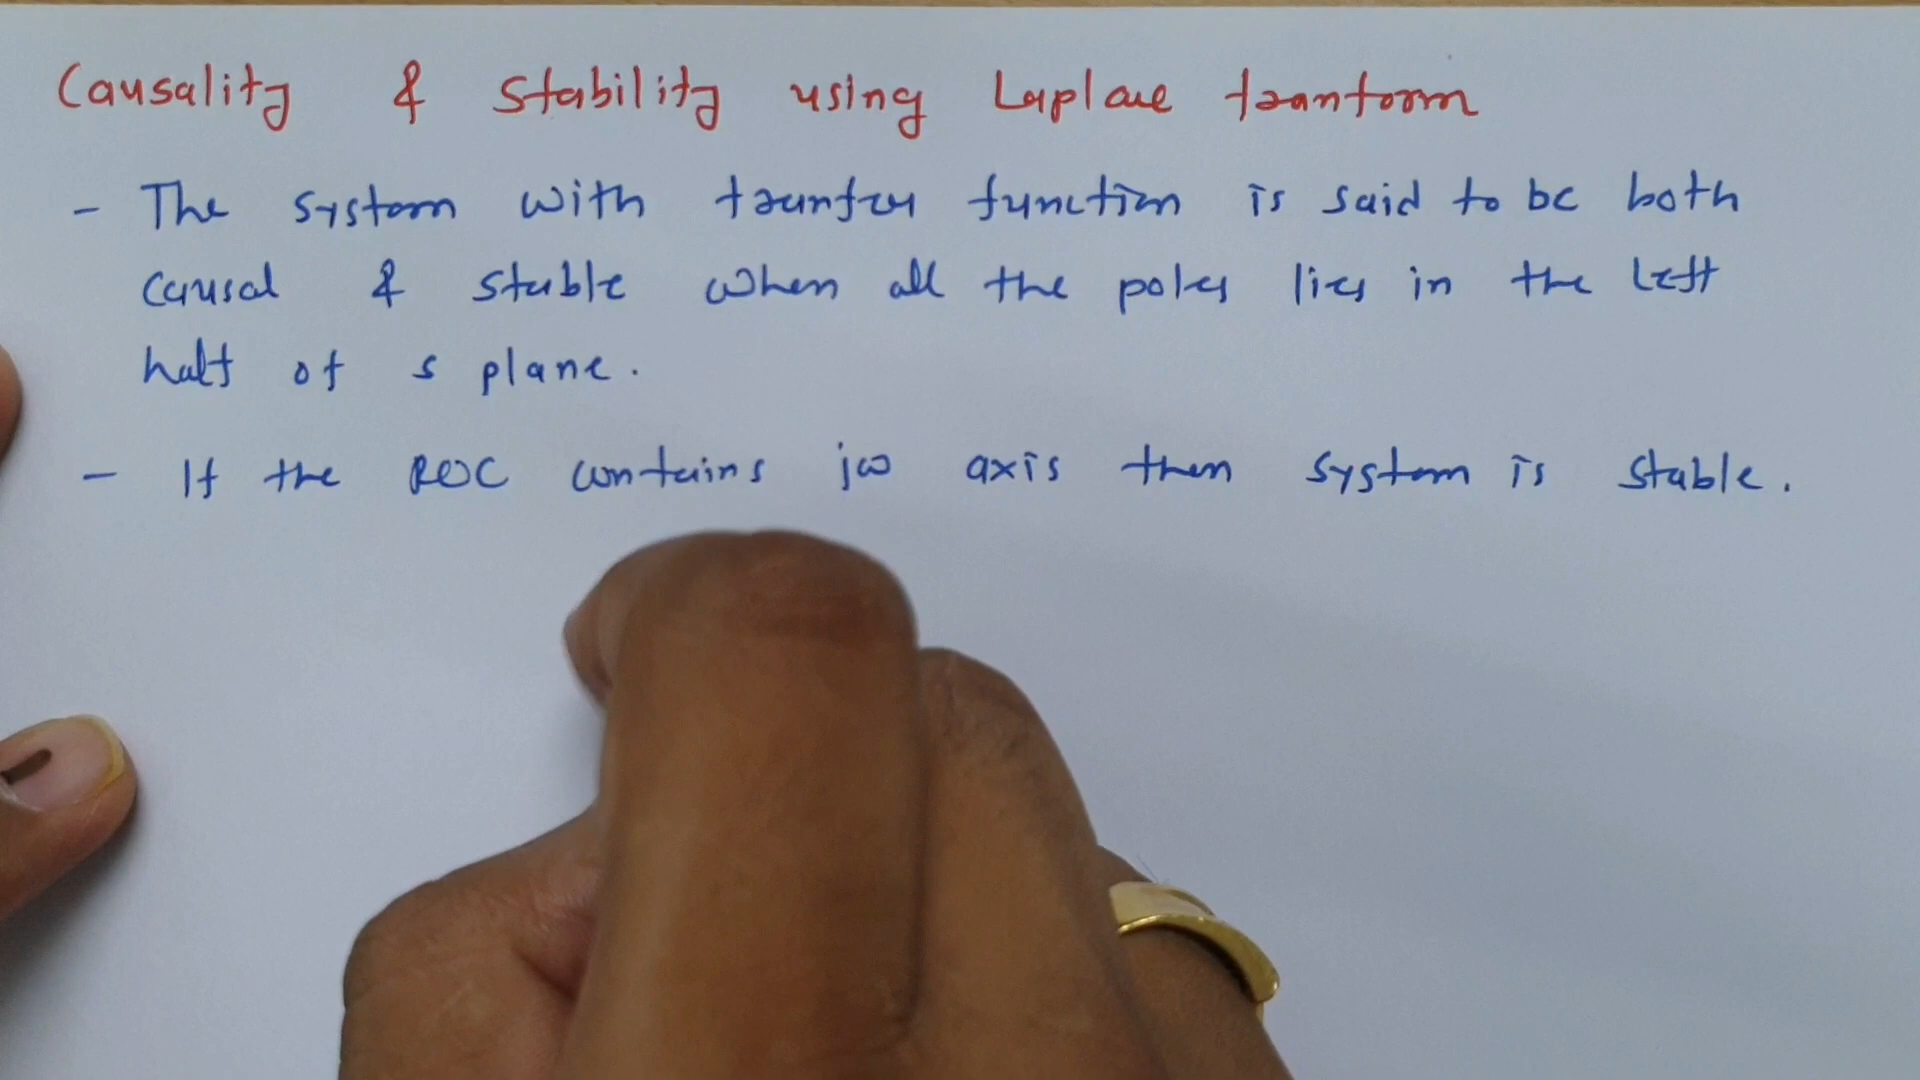 Causality & Stability using Laplace tranform
- The system with transfer function is said to be both
causal & stable when all the poles lies in the left
half of s plane.
- If the ROC contains jω axis then system is stable.